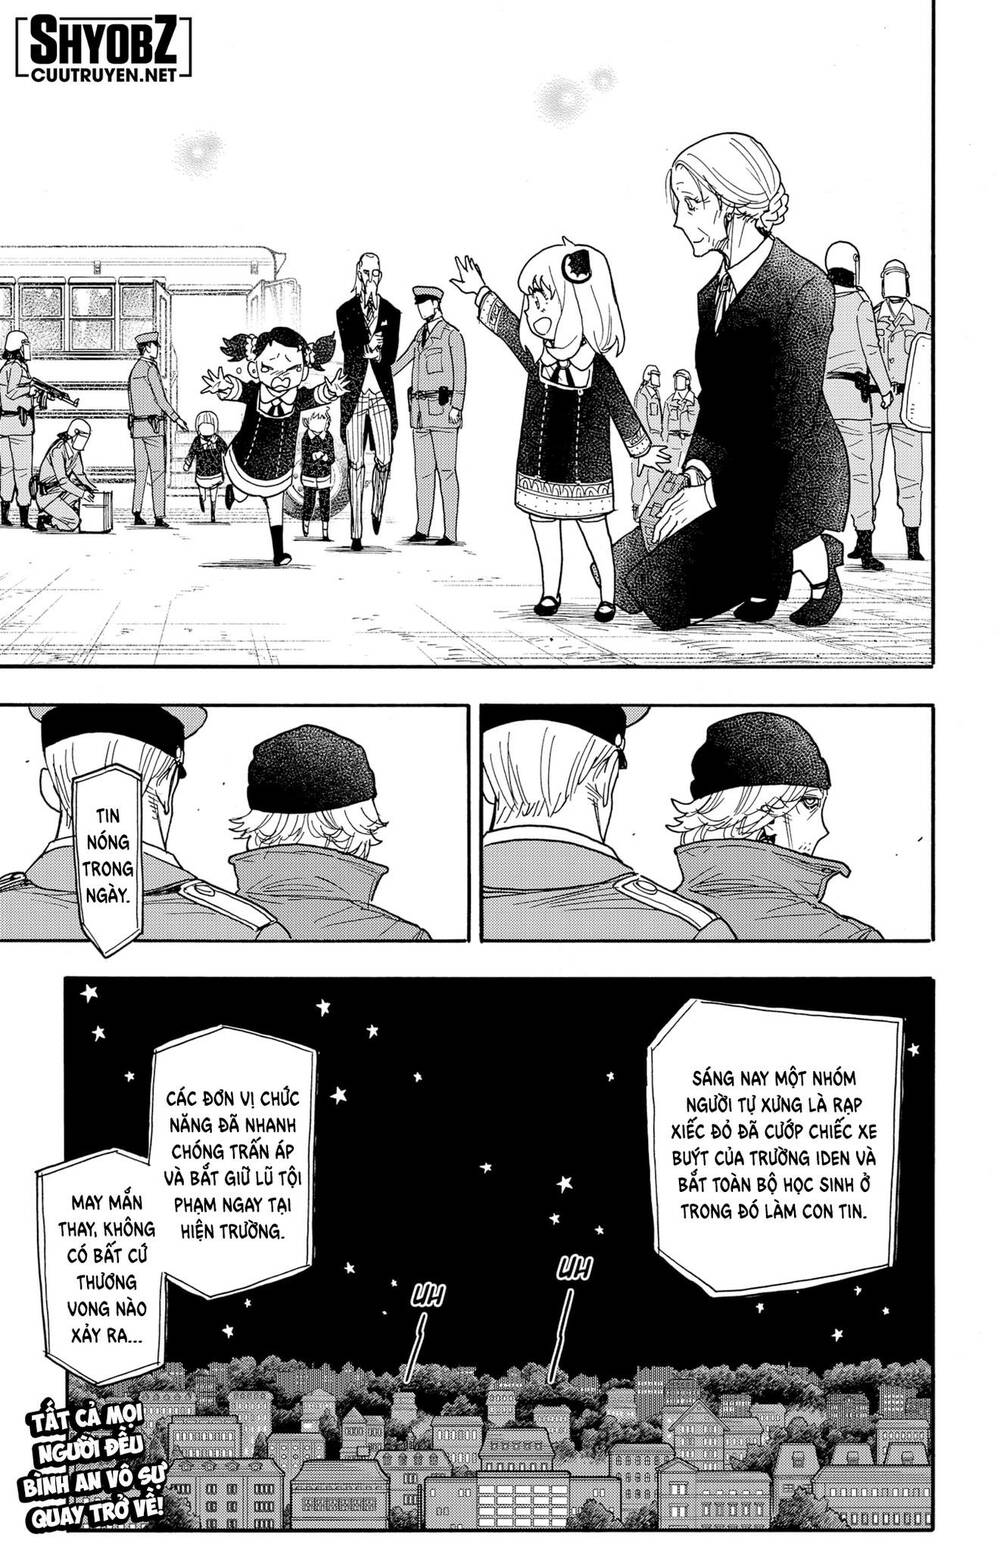 SHYOBZ
CUUTRUYEN.NET
TIN
NÓNG
TRONG
NGÀY.
SÁNG NAY MỘT NHÓM
NGƯỜI TỰ XƯNG LÀ RẠP
XIẾC ĐỎ ĐÃ CƯỚP CHIẾC XE
BUÝT CỦA TRƯỜNG IDEN VÀ
BẮT TOÀN BỘ HỌC SINH Ở
TRONG ĐÓ LÀM CON TIN.
CÁC ĐƠN VỊ CHỨC
NĂNG ĐÃ NHANH
CHÓNG TRẤN ÁP
VÀ BẮT GIỮ LŨ TỘI
PHẠM NGAY TẠI
HIỆN TRƯỜNG.
MAY MẮN
THAY, KHÔNG
CÓ BẤT CỨ
THƯƠNG
VONG NÀO
XẢY RA...
UH
UH
TẤT CẢ MỌI
NGƯỜI ĐỀU
BÌNH AN VÔ SỰ
QUAY TRỞ VỀ!